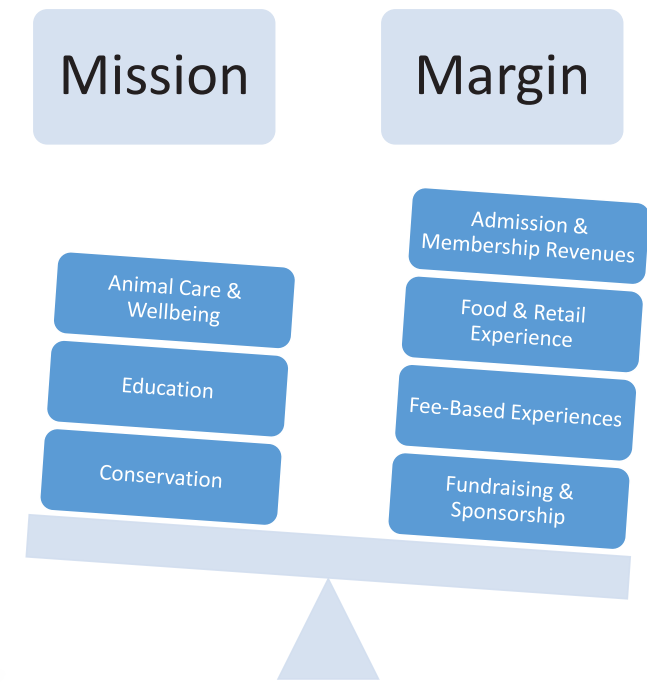 Mission
Margin
Animal Care &
Wellbeing
Education
Conservation
Admission &
Membership Revenues
Food & Retail
Experience
Fee-Based Experiences
Fundraising &
Sponsorship